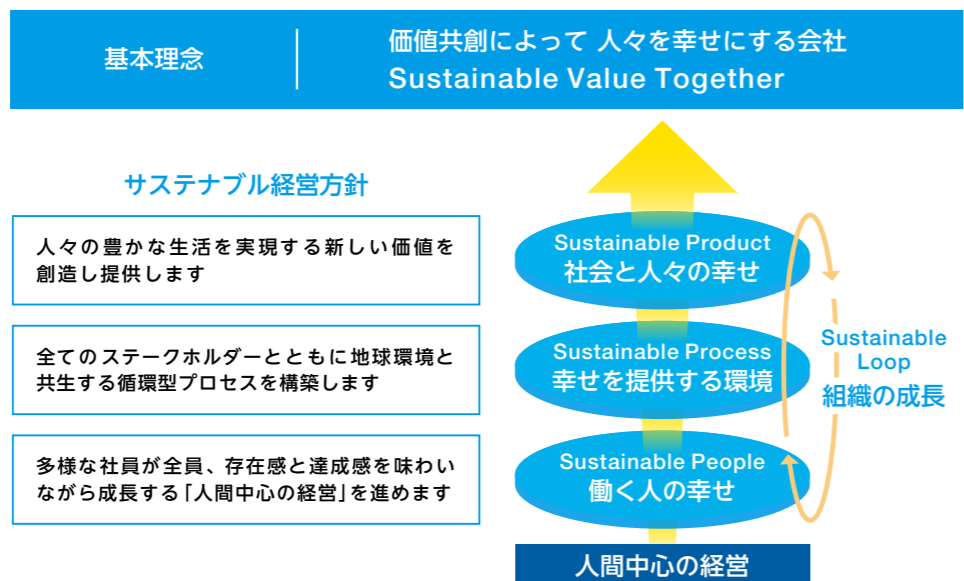 基本理念
価値共創によって 人々を幸せにする会社
Sustainable Value Together
サステナブル経営方針
人々の豊かな生活を実現する新しい価値を
創造し提供します
Sustainable Product
社会と人々の幸せ
全てのステークホルダーとともに地球環境と
共生する循環型プロセスを構築します
Sustainable Process
幸せを提供する環境
Sustainable
Loop
組織の成長
多様な社員が全員、存在感と達成感を味わい
ながら成長する「人間中心の経営」を進めます
Sustainable People
働く人の幸せ
人間中心の経営